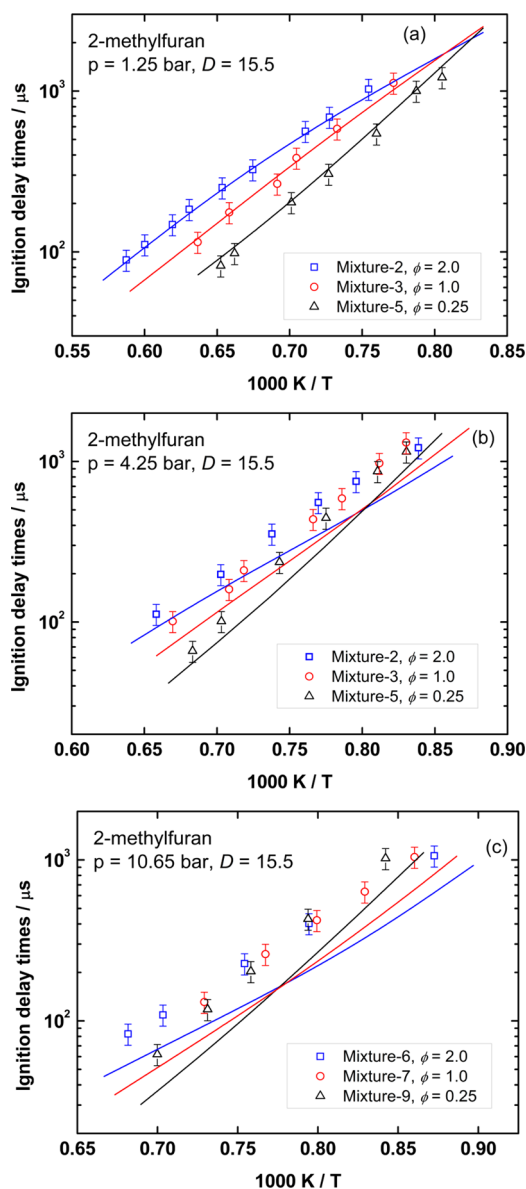 2-methylfuran
(a)
p = 1.25 bar, D = 15.5
10³
10²
Ignition delay times / μs
Mixture-2, ϕ = 2.0
Mixture-3, ϕ = 1.0
Mixture-5, ϕ = 0.25
0.55 0.60 0.65 0.70 0.75 0.80 0.85
1000 K / T
2-methylfuran
(b)
p = 4.25 bar, D = 15.5
10³
10²
Ignition delay times / μs
Mixture-2, ϕ = 2.0
Mixture-3, ϕ = 1.0
Mixture-5, ϕ = 0.25
0.60 0.65 0.70 0.75 0.80 0.85 0.90
1000 K / T
2-methylfuran
(c)
p = 10.65 bar, D = 15.5
10³
10²
Ignition delay times / μs
Mixture-6, ϕ = 2.0
Mixture-7, ϕ = 1.0
Mixture-9, ϕ = 0.25
0.65 0.70 0.75 0.80 0.85 0.90
1000 K / T